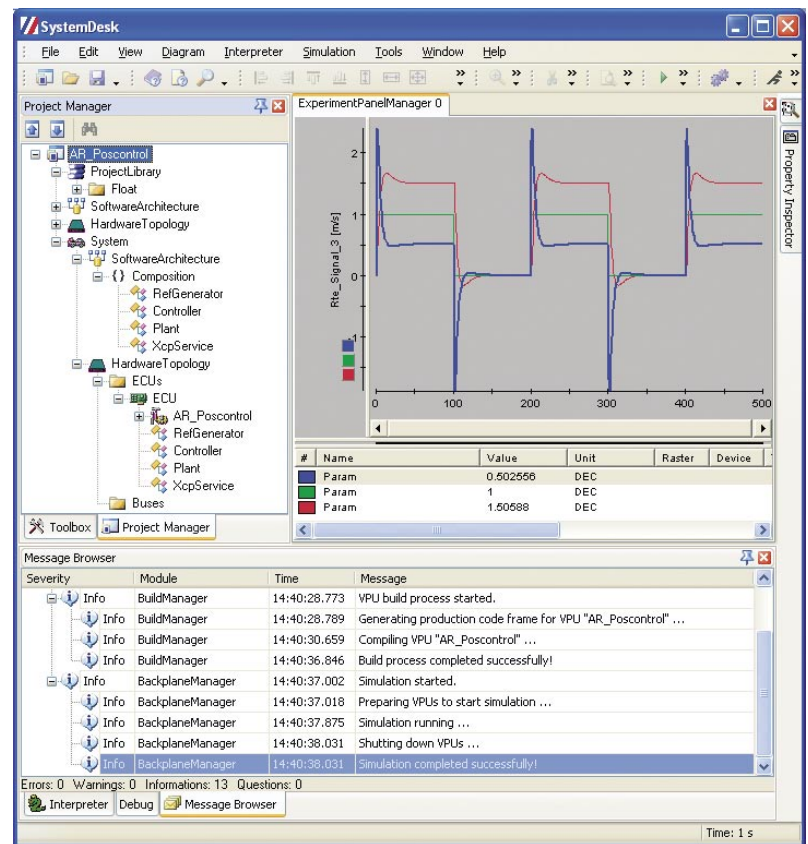 SystemDesk
File Edit View Diagram Interpreter Simulation Tools Window Help
Project Manager
AR_Poscontrol
ProjectLibrary
Float
SoftwareArchitecture
HardwareTopology
System
SoftwareArchitecture
Composition
RefGenerator
Controller
Plant
XcpService
HardwareTopology
ECUs
ECU
AR_Poscontrol
RefGenerator
Controller
Plant
XcpService
Buses
Toolbox Project Manager
ExperimentPanelManager 0
Rte_Signal_3 [m/s]
2
1
0
-1
0 100 200 300 400 500
# Name Value Unit Raster Device
Param 0.502556 DEC
Param 1 DEC
Param 1.50588 DEC
Property Inspector
Message Browser
Severity Module Time Message
Info BuildManager 14:40:28.773 VPU build process started.
Info BuildManager 14:40:28.789 Generating production code frame for VPU "AR_Poscontrol" ...
Info BuildManager 14:40:30.659 Compiling VPU "AR_Poscontrol" ...
Info BuildManager 14:40:36.846 Build process completed successfully!
Info BackplaneManager 14:40:37.002 Simulation started.
Info BackplaneManager 14:40:37.018 Preparing VPUs to start simulation ...
Info BackplaneManager 14:40:37.875 Simulation running ...
Info BackplaneManager 14:40:38.031 Shutting down VPUs ...
Info BackplaneManager 14:40:38.031 Simulation completed successfully!
Errors: 0 Warnings: 0 Informations: 13 Questions: 0
Interpreter Debug Message Browser
Time: 1 s